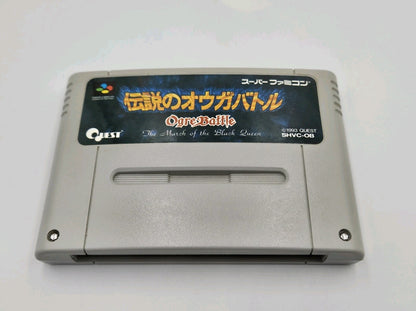 スーパーファミコン
伝説のオウガバトル
Ogre Battle
The March of the Black Queen
QUEST
©1993 QUEST
SHVC-OB